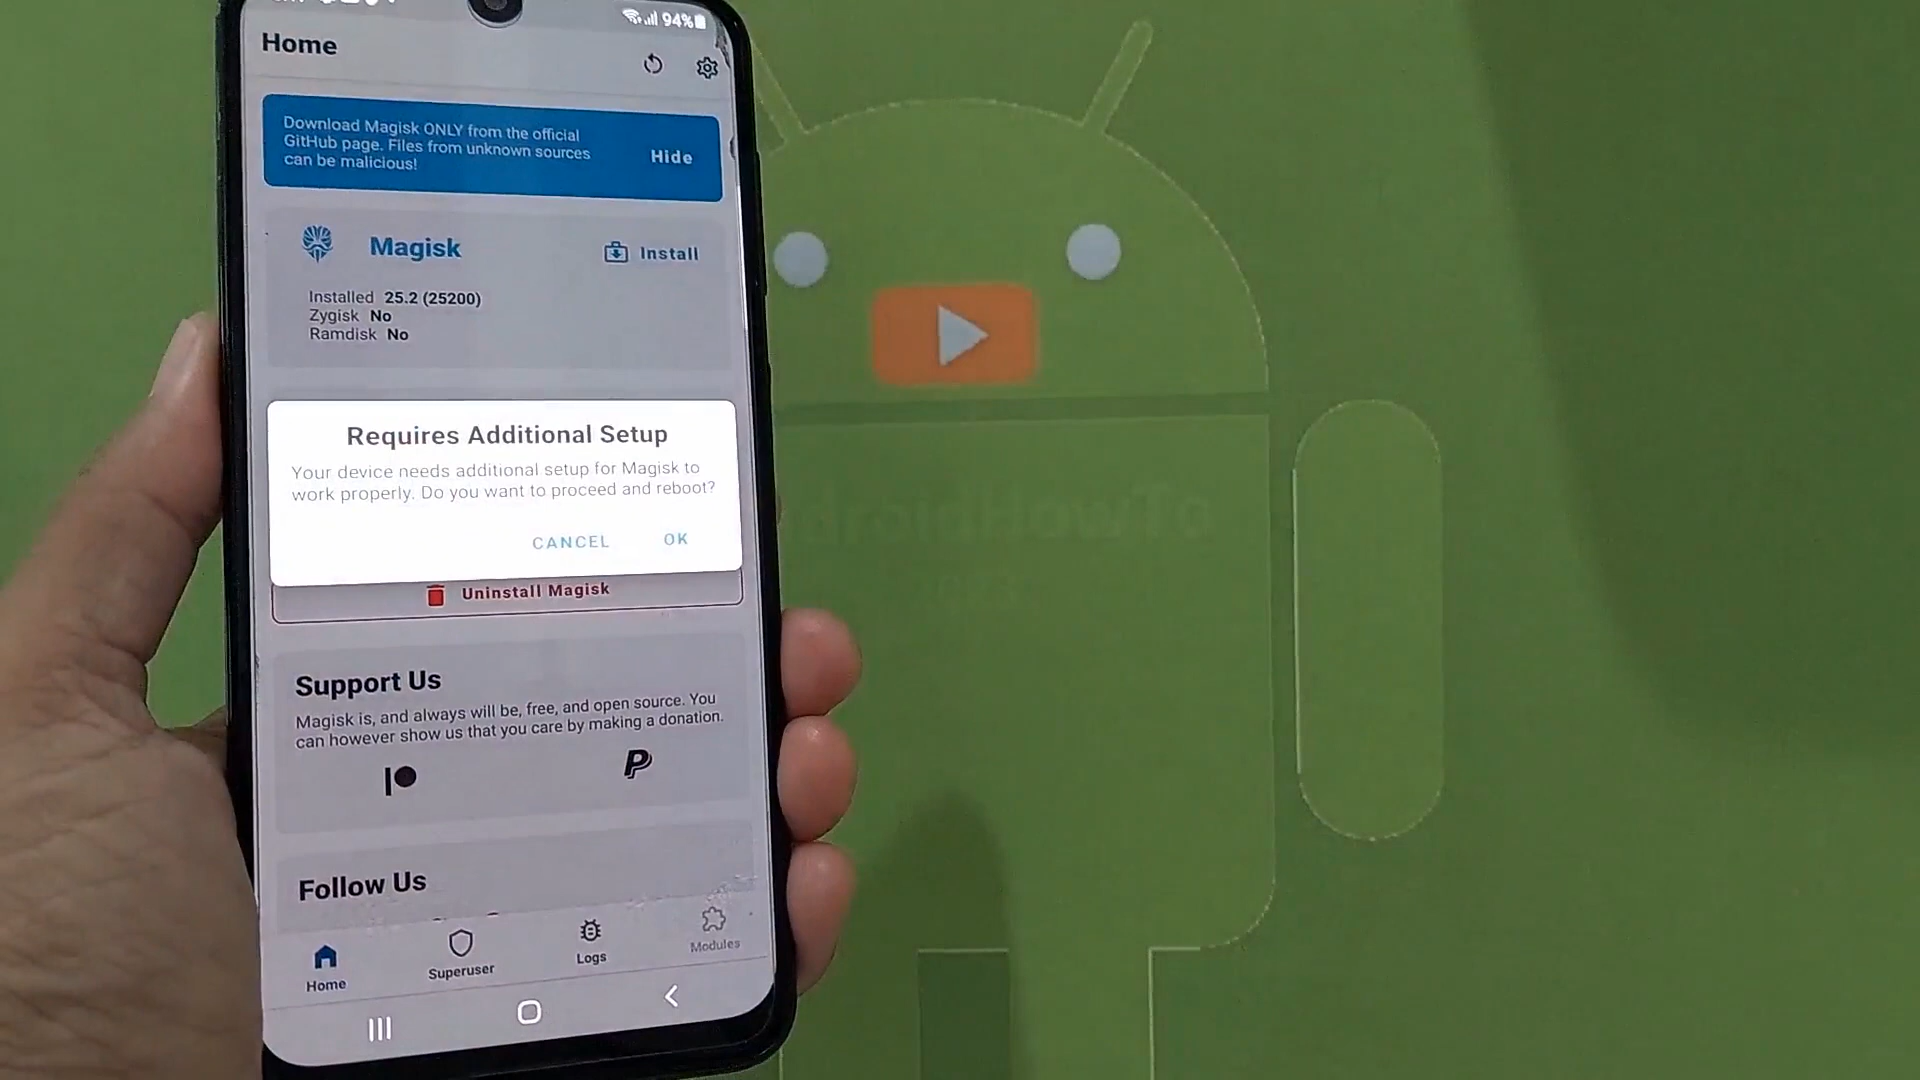 94%
Home
Download Magisk ONLY from the official
GitHub page. Files from unknown sources
can be malicious!
Hide
Magisk
Install
Installed 25.2 (25200)
Zygisk No
Ramdisk No
Requires Additional Setup
Your device needs additional setup for Magisk to
work properly. Do you want to proceed and reboot?
CANCEL
OK
Uninstall Magisk
Support Us
Magisk is, and always will be, free, and open source. You
can however show us that you care by making a donation.
Follow Us
Home
Superuser
Logs
Modules